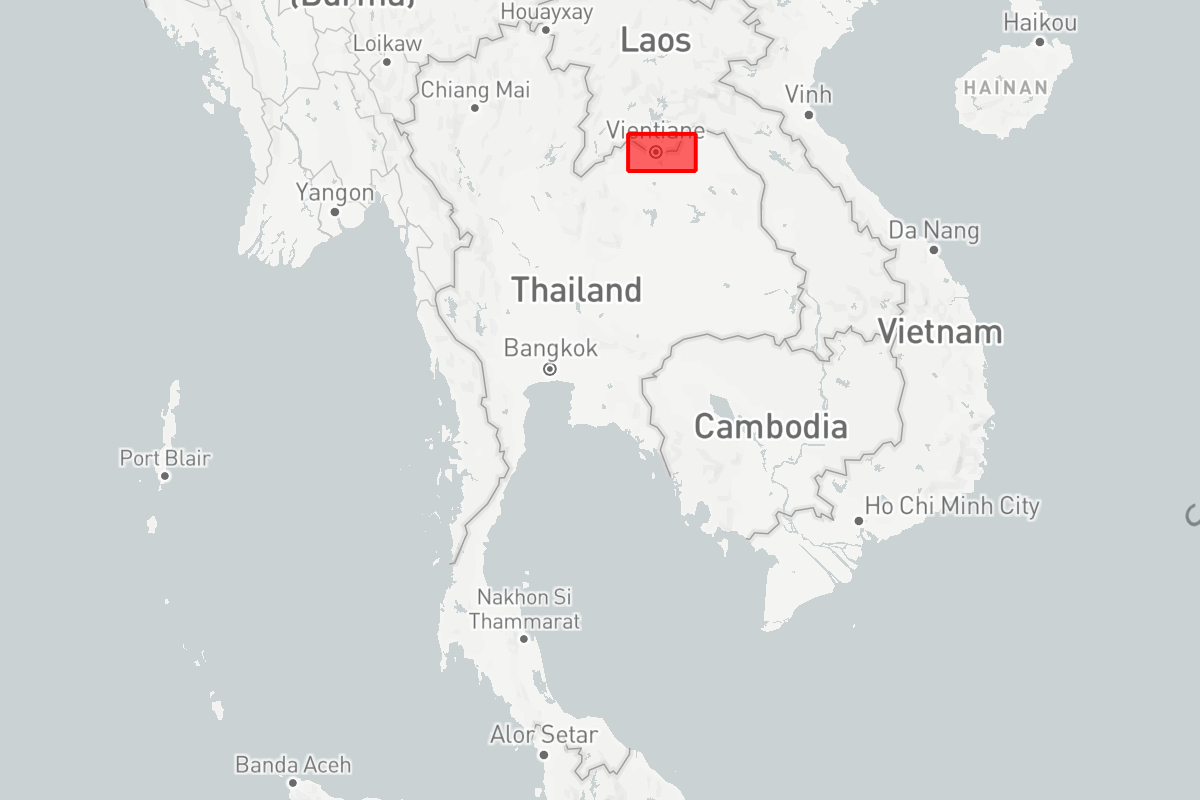 (Burma)
Houayxay
Haikou
Loikaw
Laos
Chiang Mai
HAINAN
Vinh
Vientiane
Yangon
Da Nang
Thailand
Vietnam
Bangkok
Cambodia
Port Blair
Ho Chi Minh City
Nakhon Si
Thammarat
Alor Setar
Banda Aceh